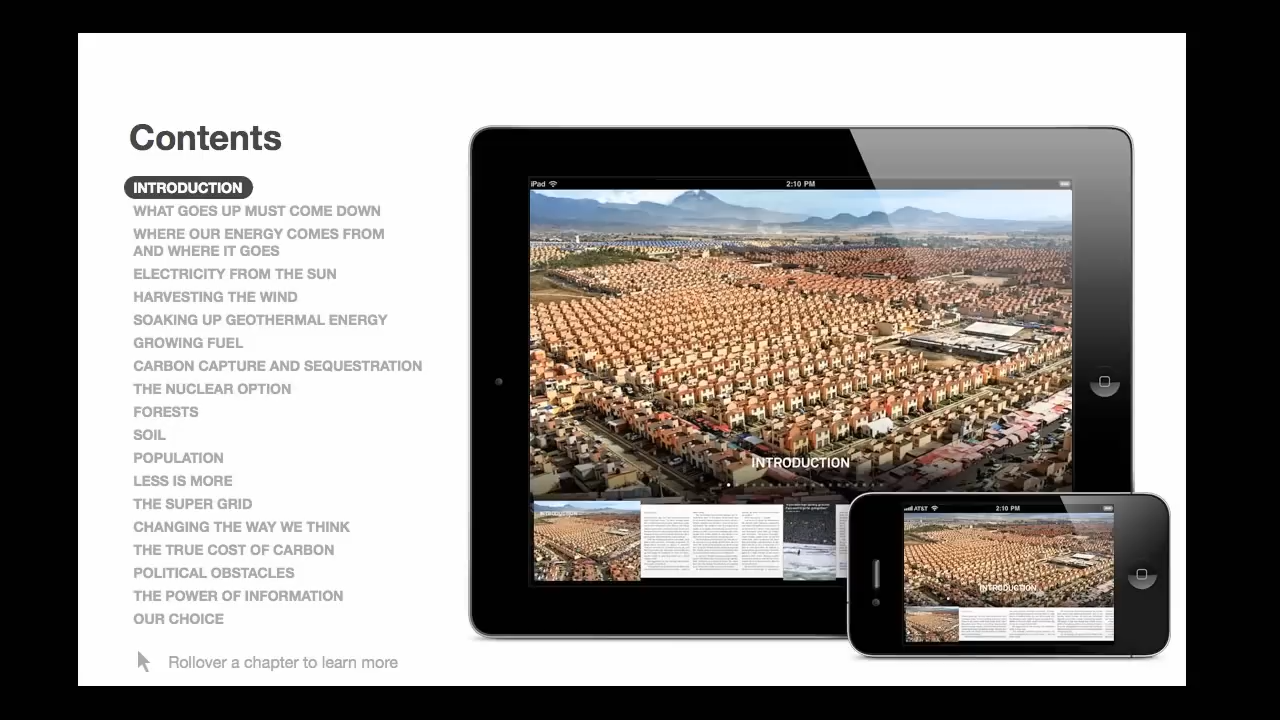 Contents
INTRODUCTION
WHAT GOES UP MUST COME DOWN
WHERE OUR ENERGY COMES FROM
AND WHERE IT GOES
ELECTRICITY FROM THE SUN
HARVESTING THE WIND
SOAKING UP GEOTHERMAL ENERGY
GROWING FUEL
CARBON CAPTURE AND SEQUESTRATION
THE NUCLEAR OPTION
FORESTS
SOIL
POPULATION
LESS IS MORE
THE SUPER GRID
CHANGING THE WAY WE THINK
THE TRUE COST OF CARBON
POLITICAL OBSTACLES
THE POWER OF INFORMATION
OUR CHOICE
Rollover a chapter to learn more
iPad 2:10 PM
INTRODUCTION
INTRODUCTION
AT&T 2:10 PM
INTRODUCTION